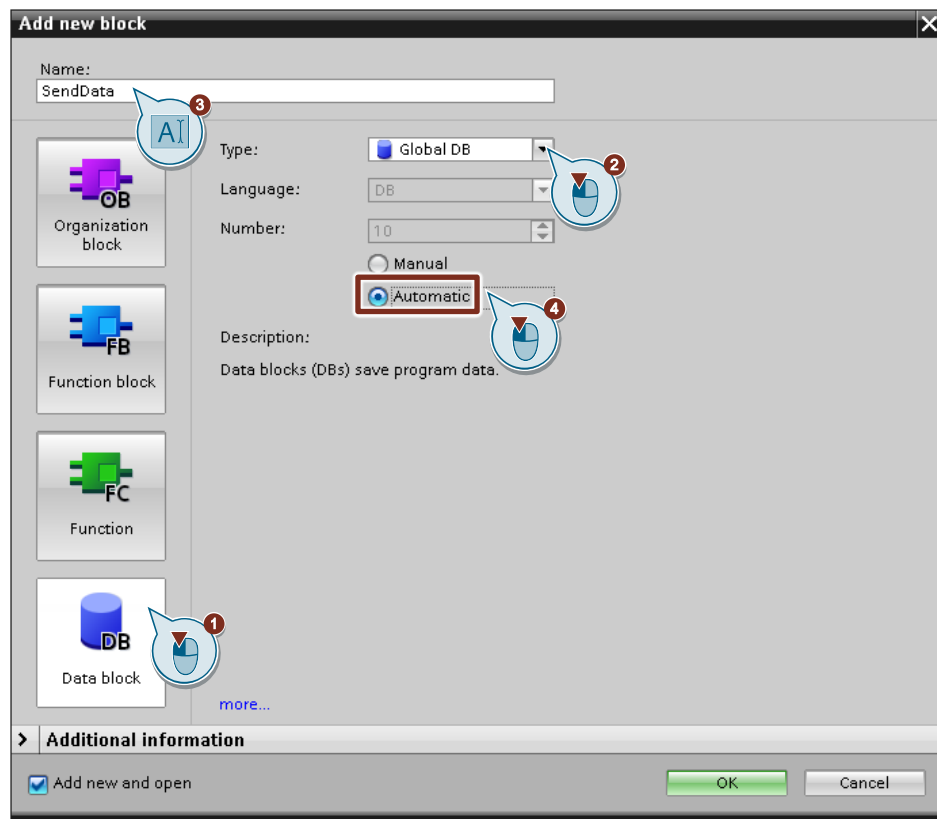 Add new block
Name:
SendData
3
A
OB
Organization
block
FB
Function block
FC
Function
DB
Data block
1
Type:
Global DB
2
Language:
DB
Number:
10
Manual
Automatic
4
Description:
Data blocks (DBs) save program data.
more...
Additional information
Add new and open
OK
Cancel